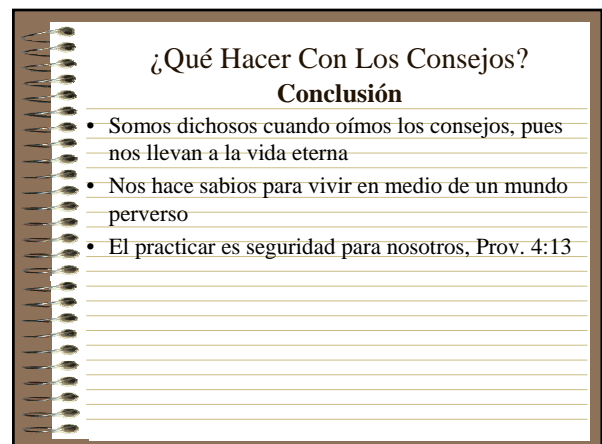 ¿Qué Hacer Con Los Consejos?
Conclusión
• Somos dichosos cuando oímos los consejos, pues
nos llevan a la vida eterna
• Nos hace sabios para vivir en medio de un mundo
perverso
• El practicar es seguridad para nosotros, Prov. 4:13